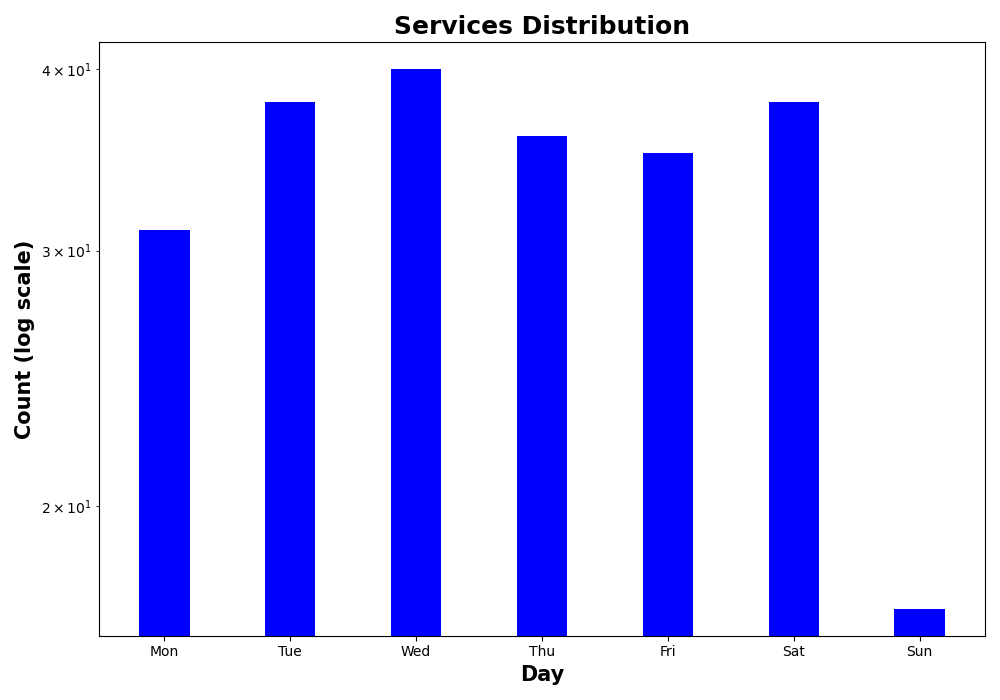 Services Distribution
Count (log scale)
4 × 10¹
3 × 10¹
2 × 10¹
Mon Tue Wed Thu Fri Sat Sun
Day